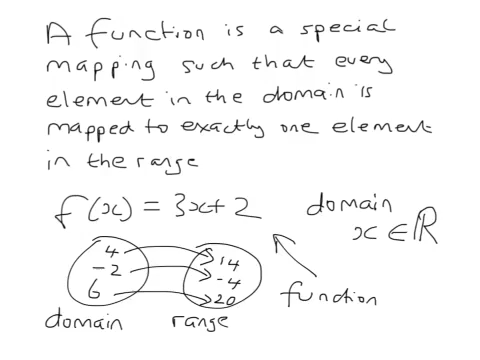 A function is a special
mapping such that every
element in the domain is
mapped to exactly one element
in the range
f(x) = 3x+2
domain
x ∈ ℝ
4
14
-2
-4
6
20
function
domain
range